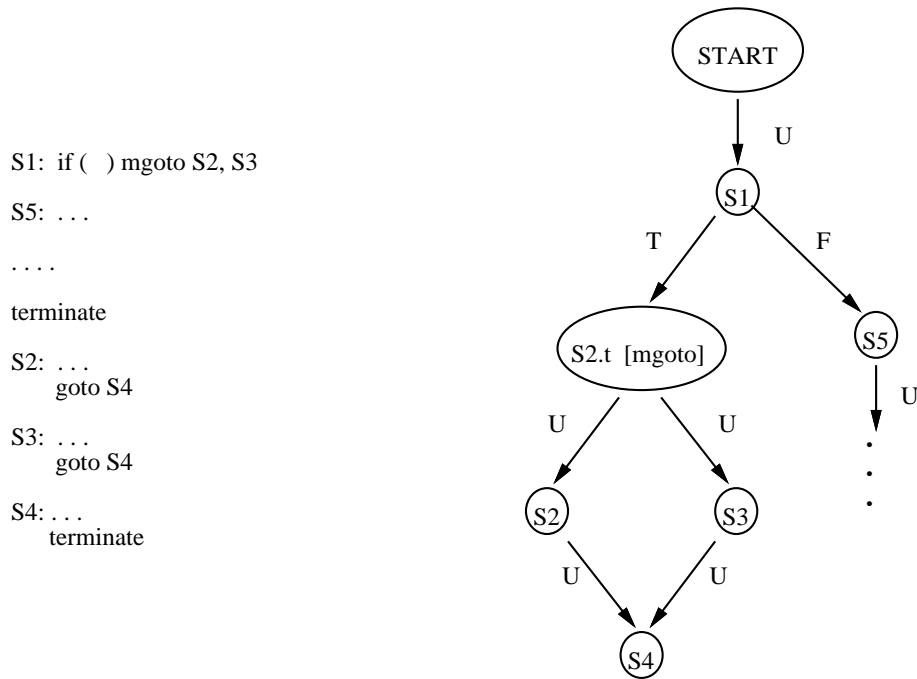 S1: if ( ) mgoto S2, S3
S5: . . .
. . . .
terminate
S2: . . .
goto S4
S3: . . .
goto S4
S4: . . .
terminate
START
U
S1
T
F
S2.t [mgoto]
S5
U
U
U
S2
S3
U
U
S4